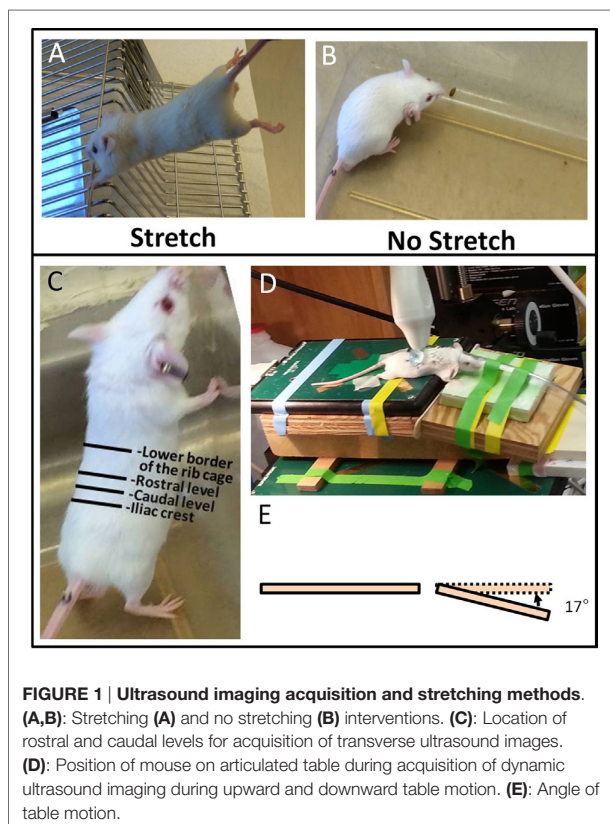 A
B
Stretch
No Stretch
C
D
-Lower border
of the rib cage
-Rostral level
-Caudal level
-Iliac crest
E
17°
FIGURE 1 | Ultrasound imaging acquisition and stretching methods.
(A,B): Stretching (A) and no stretching (B) interventions. (C): Location of
rostral and caudal levels for acquisition of transverse ultrasound images.
(D): Position of mouse on articulated table during acquisition of dynamic
ultrasound imaging during upward and downward table motion. (E): Angle of
table motion.